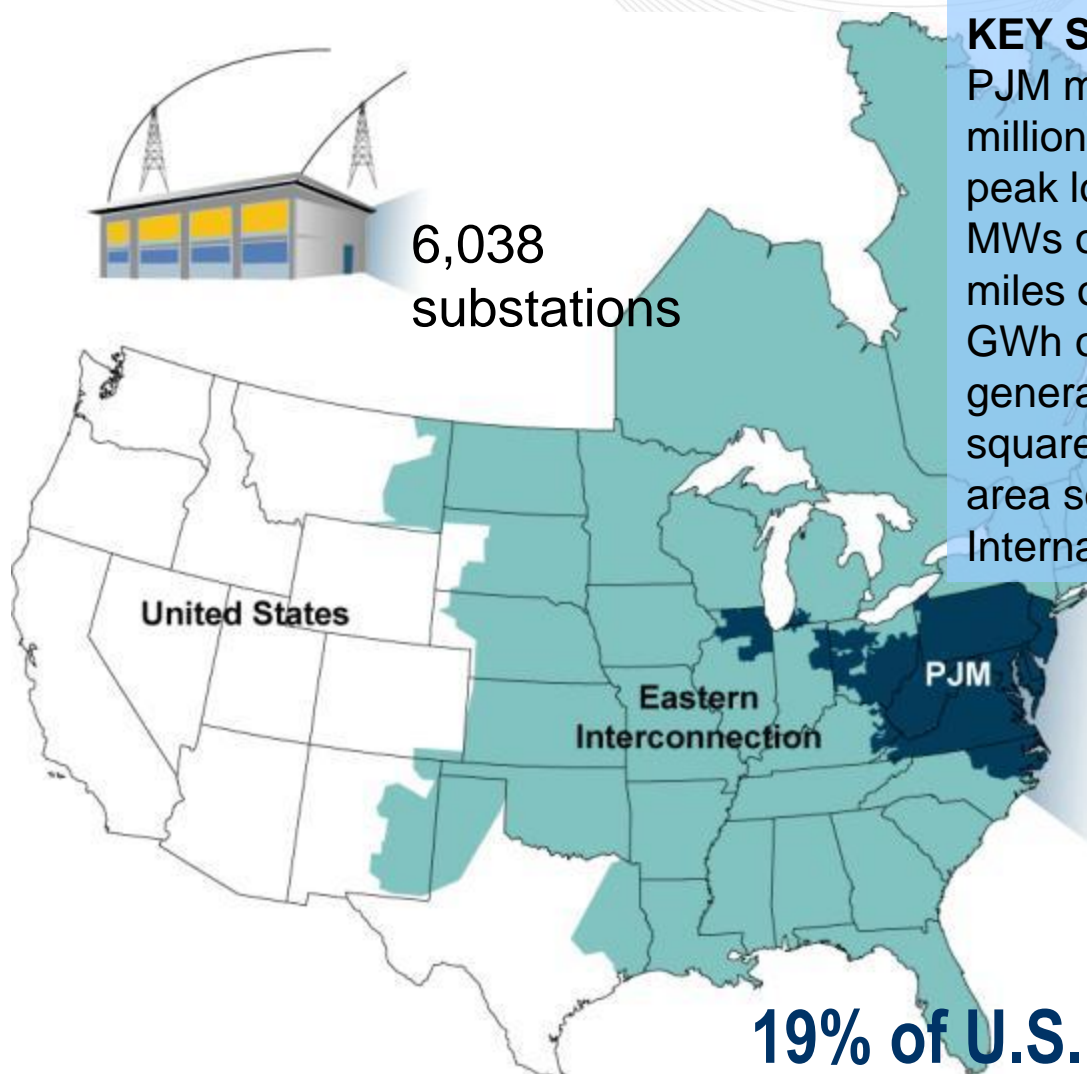 KEY S
PJM m
million
peak lo
MWs o
miles o
GWh o
genera
square
area se
Interna
6,038
substations
United States
Eastern
Interconnection
PJM
19% of U.S.